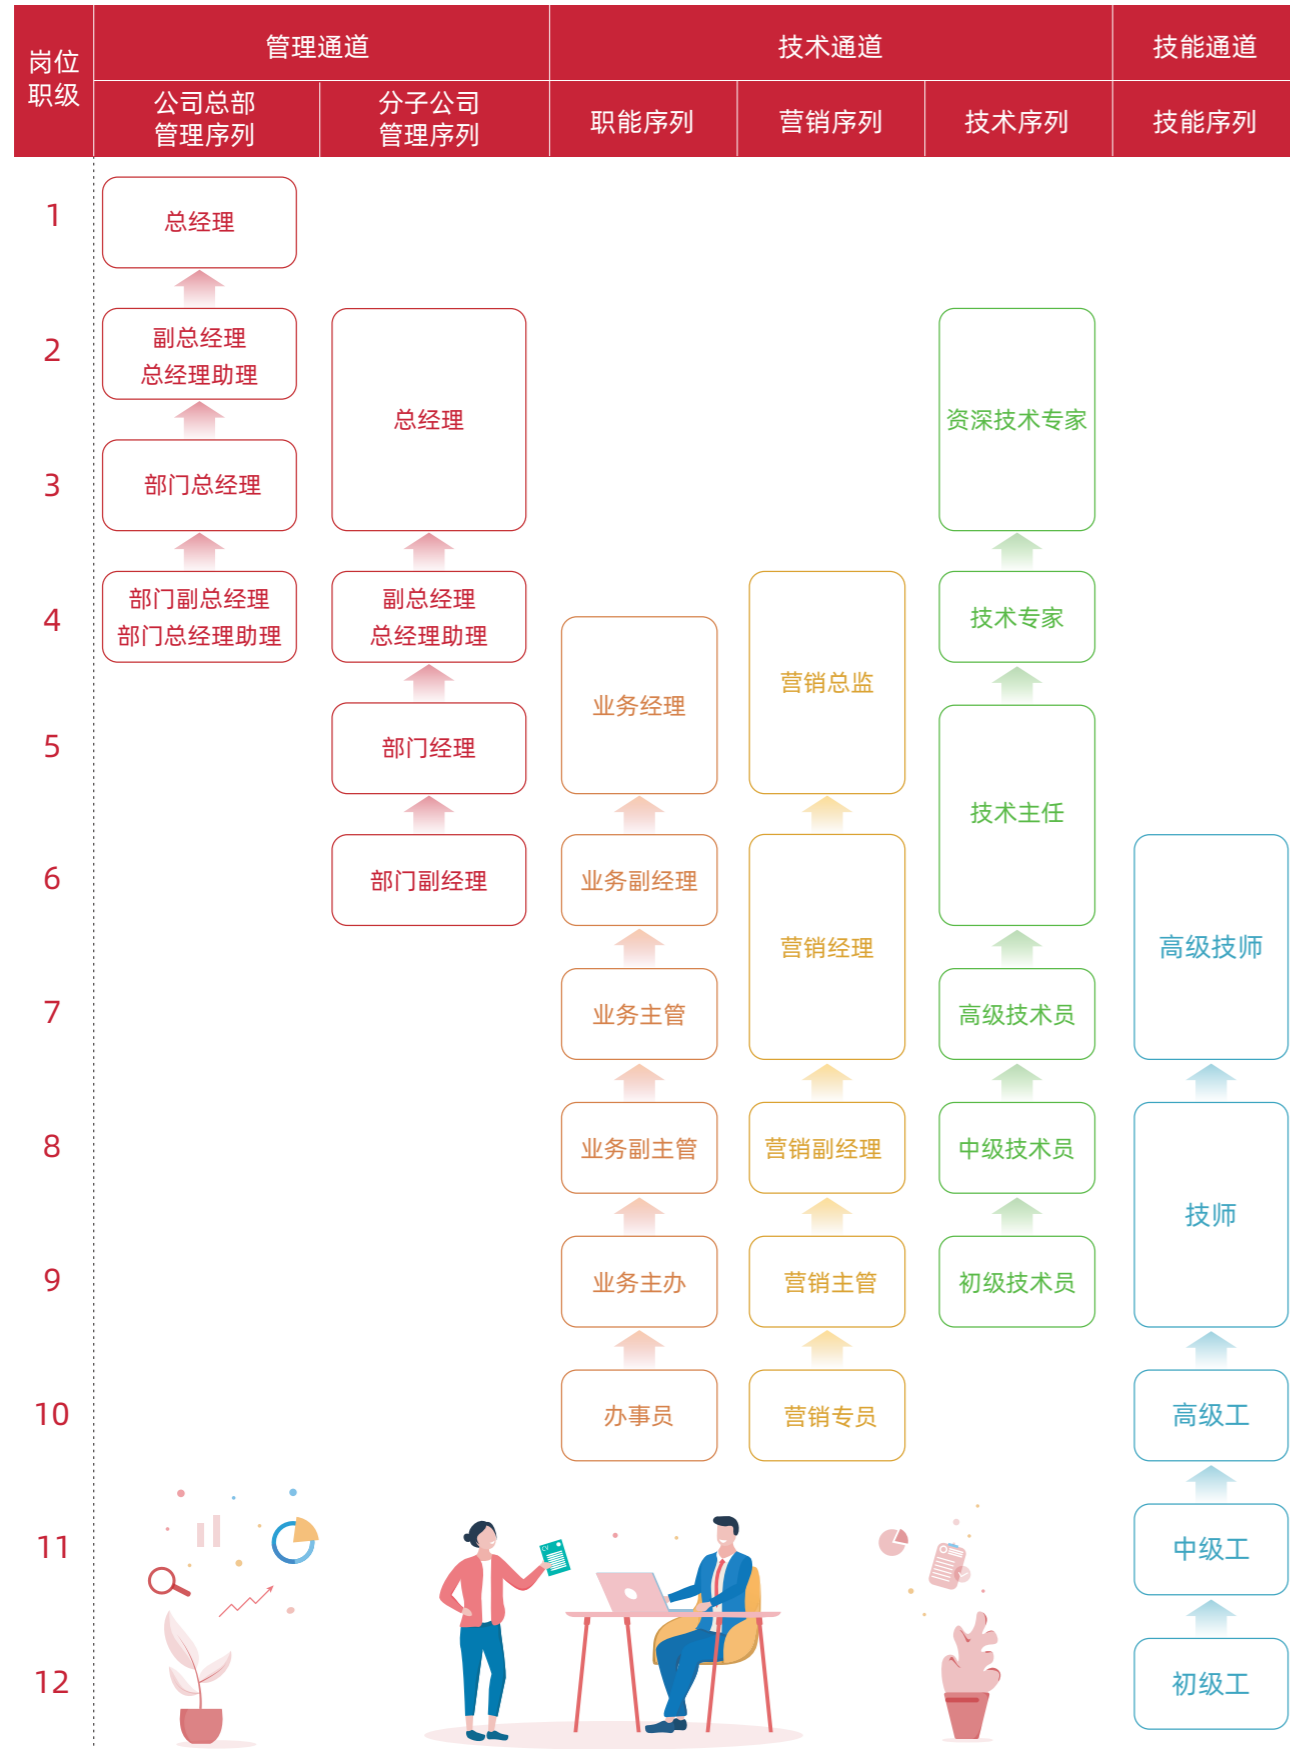 岗位
职级
管理通道
技术通道
技能通道
公司总部
管理序列
分子公司
管理序列
职能序列
营销序列
技术序列
技能序列
1
总经理
2
副总经理
总经理助理
总经理
资深技术专家
3
部门总经理
4
部门副总经理
部门总经理助理
副总经理
总经理助理
业务经理
营销总监
技术专家
5
部门经理
技术主任
6
部门副经理
业务副经理
营销经理
高级技师
7
业务主管
高级技术员
8
业务副主管
营销副经理
中级技术员
技师
9
业务主办
营销主管
初级技术员
10
办事员
营销专员
高级工
11
中级工
12
初级工